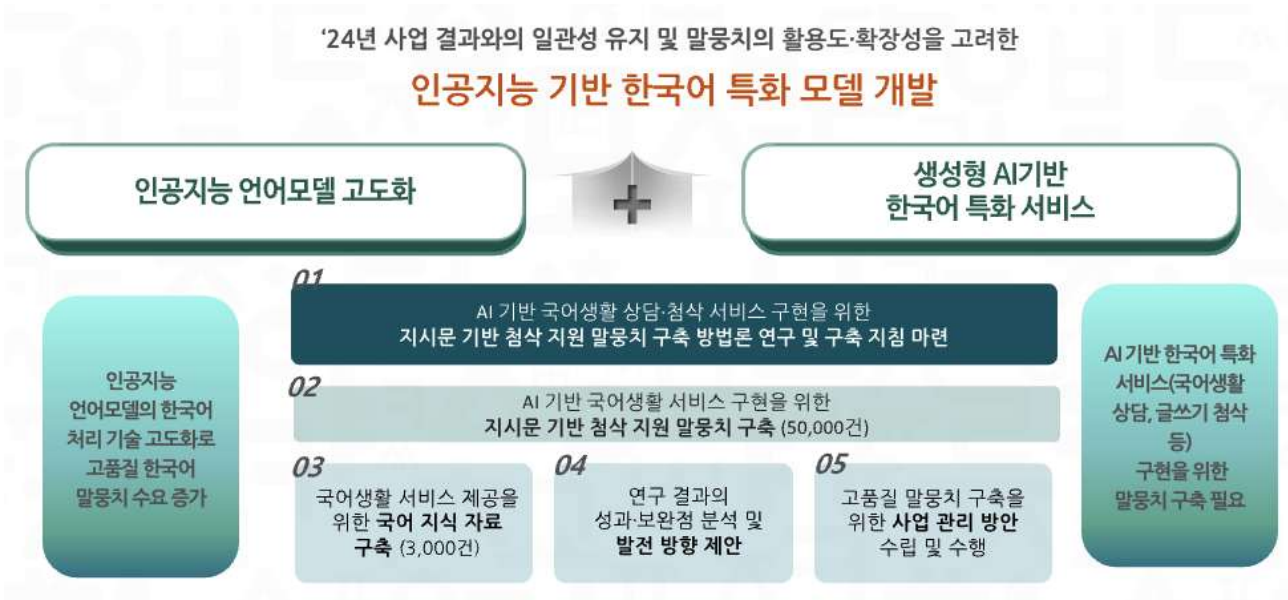 ‘24년 사업 결과와의 일관성 유지 및 말뭉치의 활용도·확장성을 고려한
인공지능 기반 한국어 특화 모델 개발
인공지능 언어모델 고도화
+
생성형 AI기반
한국어 특화 서비스
인공지능
언어모델의 한국어
처리 기술 고도화로
고품질 한국어
말뭉치 수요 증가
01
AI 기반 국어생활 상담·첨삭 서비스 구현을 위한
지시문 기반 첨삭 지원 말뭉치 구축 방법론 연구 및 구축 지침 마련
02
AI 기반 국어생활 서비스 구현을 위한
지시문 기반 첨삭 지원 말뭉치 구축 (50,000건)
03
국어생활 서비스 제공을
위한 국어 지식 자료
구축 (3,000건)
04
연구 결과의
성과·보완점 분석 및
발전 방향 제안
05
고품질 말뭉치 구축을
위한 사업 관리 방안
수립 및 수행
AI 기반 한국어 특화
서비스(국어생활
상담, 글쓰기 첨삭
등)
구현을 위한
말뭉치 구축 필요